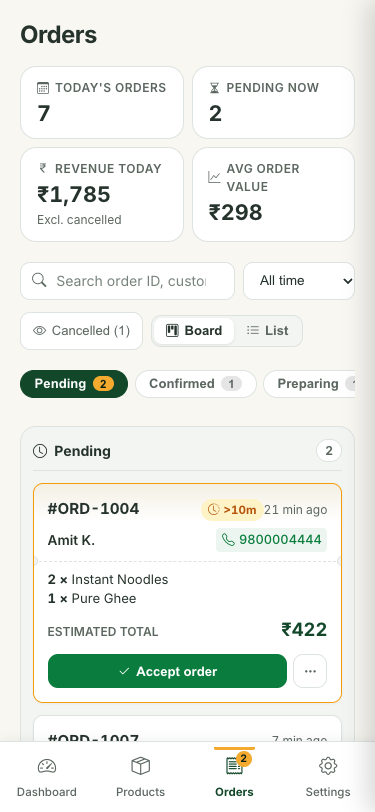 Orders
TODAY'S ORDERS
7
PENDING NOW
2
₹ REVENUE TODAY
₹1,785
Excl. cancelled
AVG ORDER
VALUE
₹298
Search order ID, custo
All time
Cancelled (1)
Board
List
Pending 2
Confirmed 1
Preparing
Pending
2
#ORD-1004
>10m 21 min ago
Amit K.
9800004444
2 × Instant Noodles
1 × Pure Ghee
ESTIMATED TOTAL
₹422
Accept order
#ORD-1007
7 min ago
2
Dashboard
Products
Orders
Settings